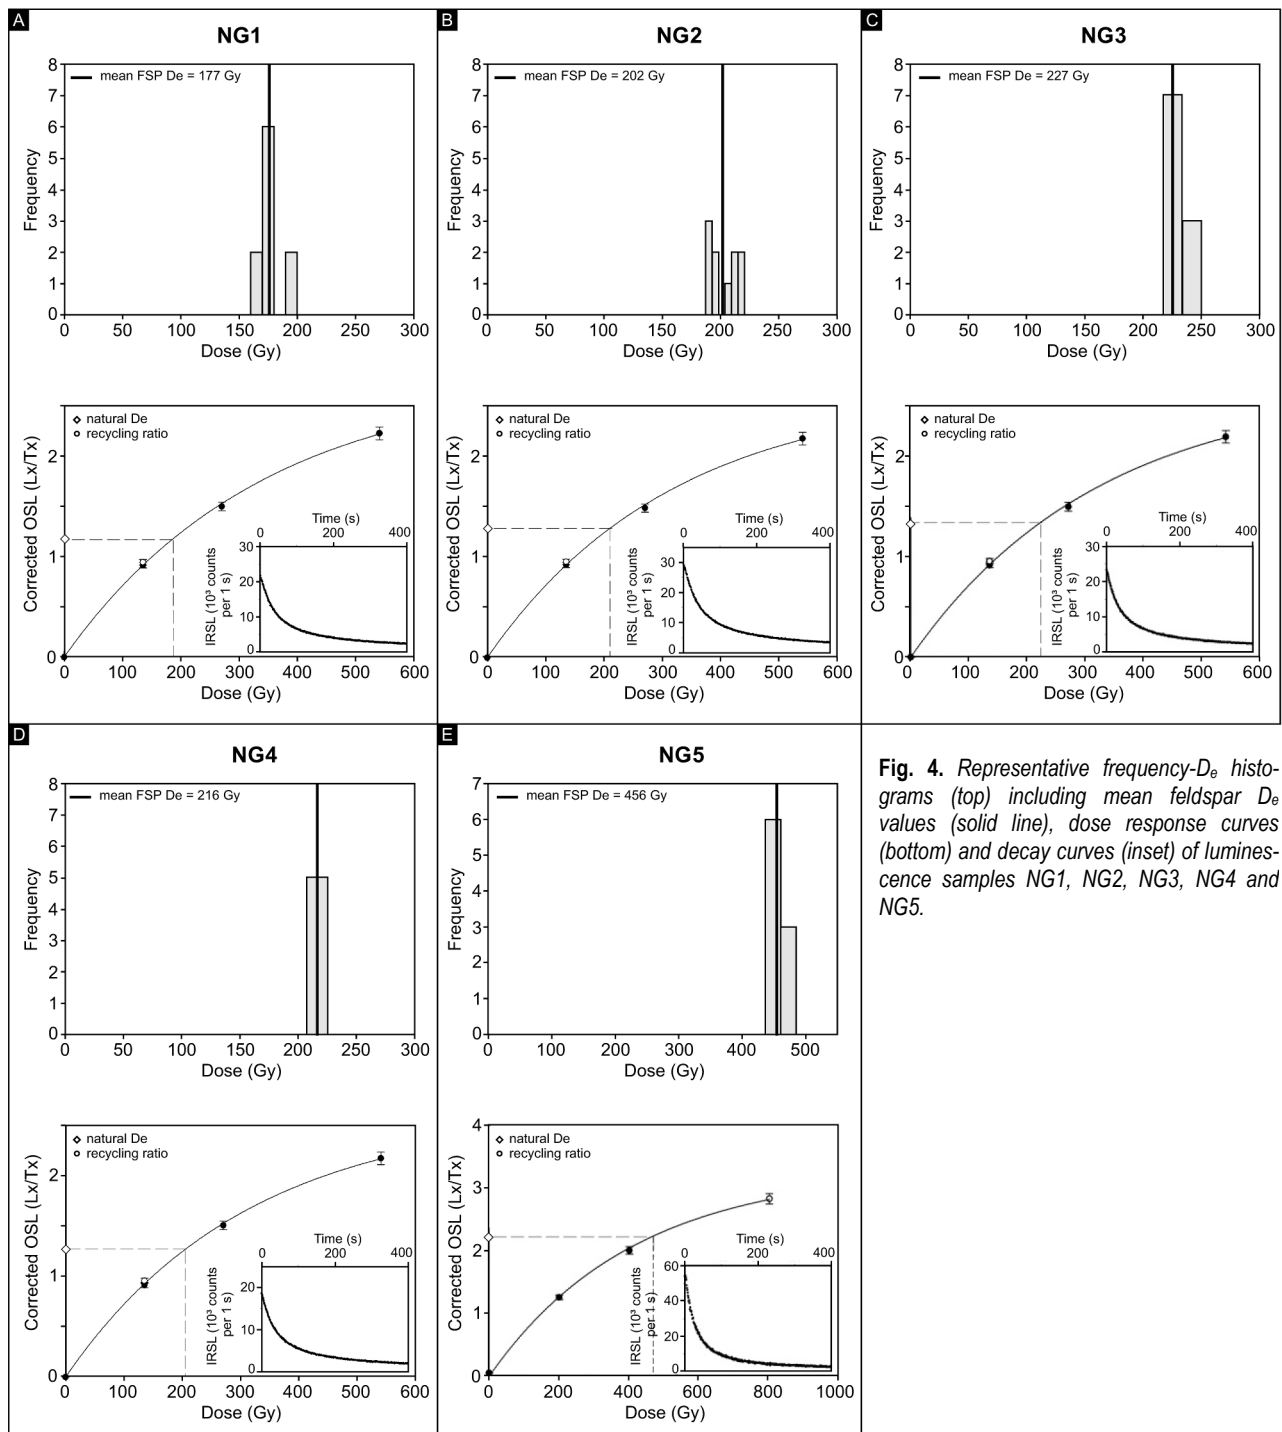 A
NG1
mean FSP De = 177 Gy
Frequency
8
7
6
5
4
3
2
1
0
0 50 100 150 200 250 300
Dose (Gy)
natural De
recycling ratio
Corrected OSL (Lx/Tx)
2
1
0
0 100 200 300 400 500 600
Dose (Gy)
Time (s)
0 200 400
IRSL (10³ counts
per 1 s)
30
20
10
0
B
NG2
mean FSP De = 202 Gy
Frequency
8
7
6
5
4
3
2
1
0
0 50 100 150 200 250 300
Dose (Gy)
natural De
recycling ratio
Corrected OSL (Lx/Tx)
2
1
0
0 100 200 300 400 500 600
Dose (Gy)
Time (s)
0 200 400
IRSL (10³ counts
per 1 s)
30
20
10
0
C
NG3
mean FSP De = 227 Gy
Frequency
8
7
6
5
4
3
2
1
0
0 50 100 150 200 250 300
Dose (Gy)
natural De
recycling ratio
Corrected OSL (Lx/Tx)
2
1
0
0 100 200 300 400 500 600
Dose (Gy)
Time (s)
0 200 400
IRSL (10³ counts
per 1 s)
30
20
10
0
D
NG4
mean FSP De = 216 Gy
Frequency
8
7
6
5
4
3
2
1
0
0 50 100 150 200 250 300
Dose (Gy)
natural De
recycling ratio
Corrected OSL (Lx/Tx)
2
1
0
0 100 200 300 400 500 600
Dose (Gy)
Time (s)
0 200 400
IRSL (10³ counts
per 1 s)
20
10
0
E
NG5
mean FSP De = 456 Gy
Frequency
7
6
5
4
3
2
1
0
0 100 200 300 400 500
Dose (Gy)
natural De
recycling ratio
Corrected OSL (Lx/Tx)
4
3
2
1
0
0 200 400 600 800 1000
Dose (Gy)
Time (s)
0 200 400
IRSL (10³ counts
per 1 s)
60
40
20
0
Fig. 4. Representative frequency-De histo-
grams (top) including mean feldspar De
values (solid line), dose response curves
(bottom) and decay curves (inset) of lumines-
cence samples NG1, NG2, NG3, NG4 and
NG5.